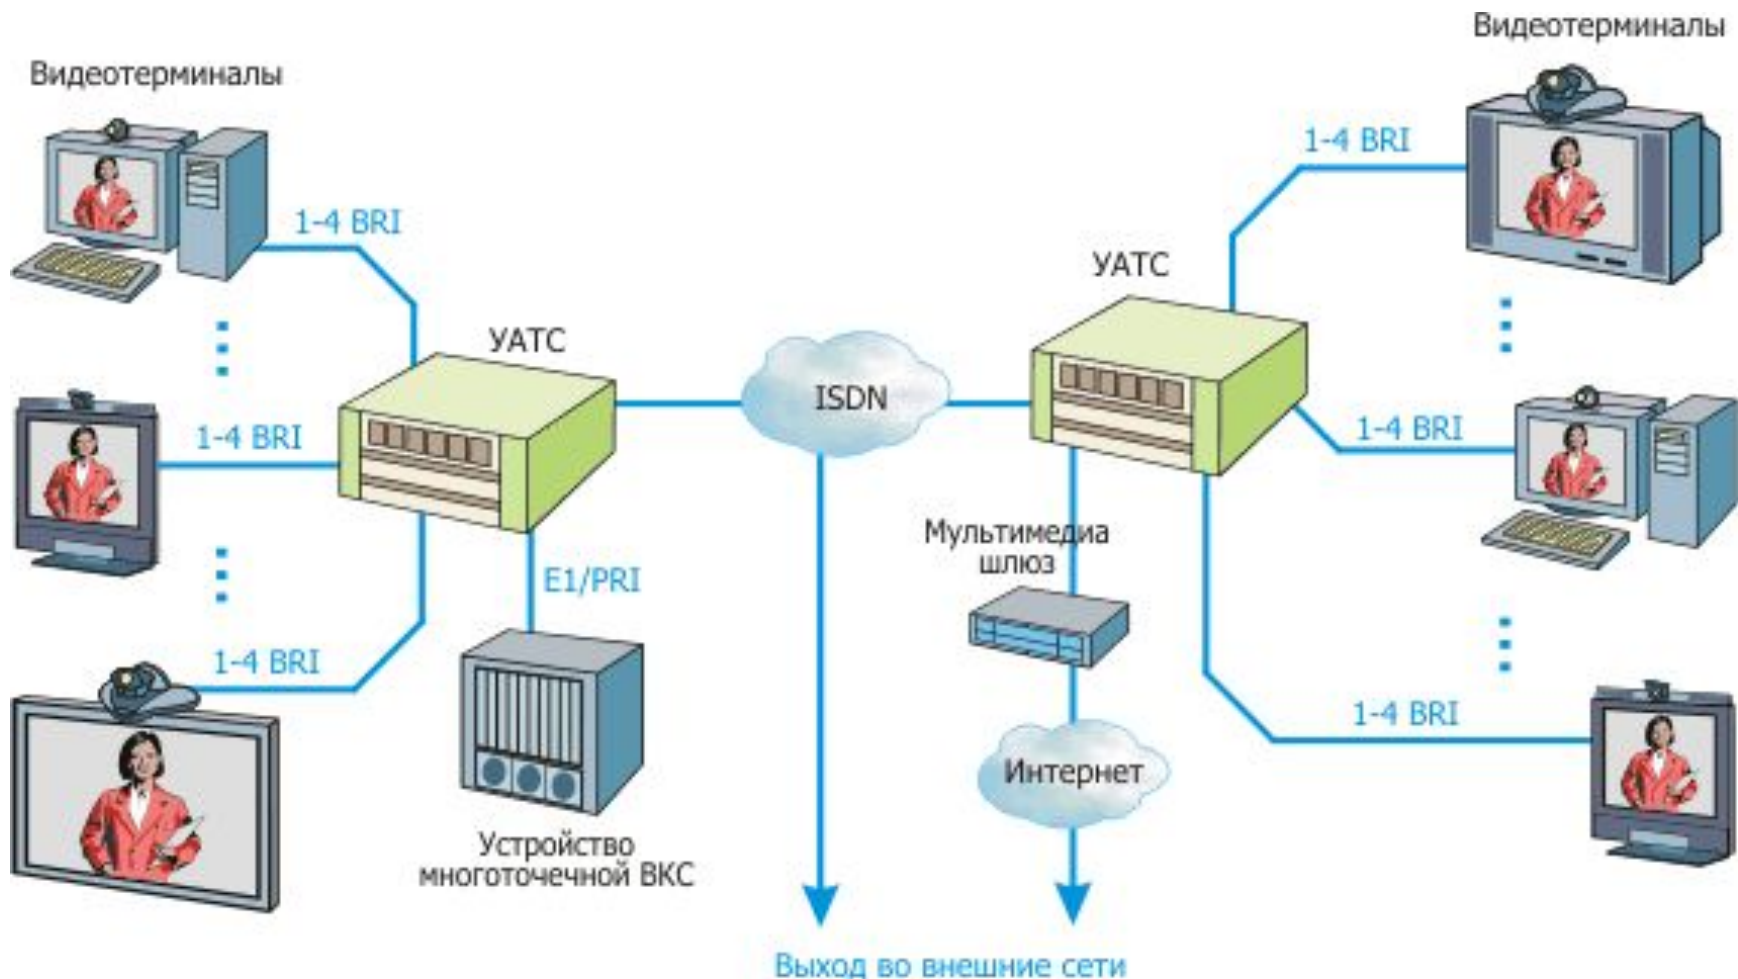 Видеотерминалы
Видеотерминалы
1-4 BRI
1-4 BRI
УАТС
УАТС
ISDN
1-4 BRI
1-4 BRI
Мультимедиа
шлюз
E1/PRI
1-4 BRI
1-4 BRI
Интернет
Устройство
многоточечной ВКС
Выход во внешние сети